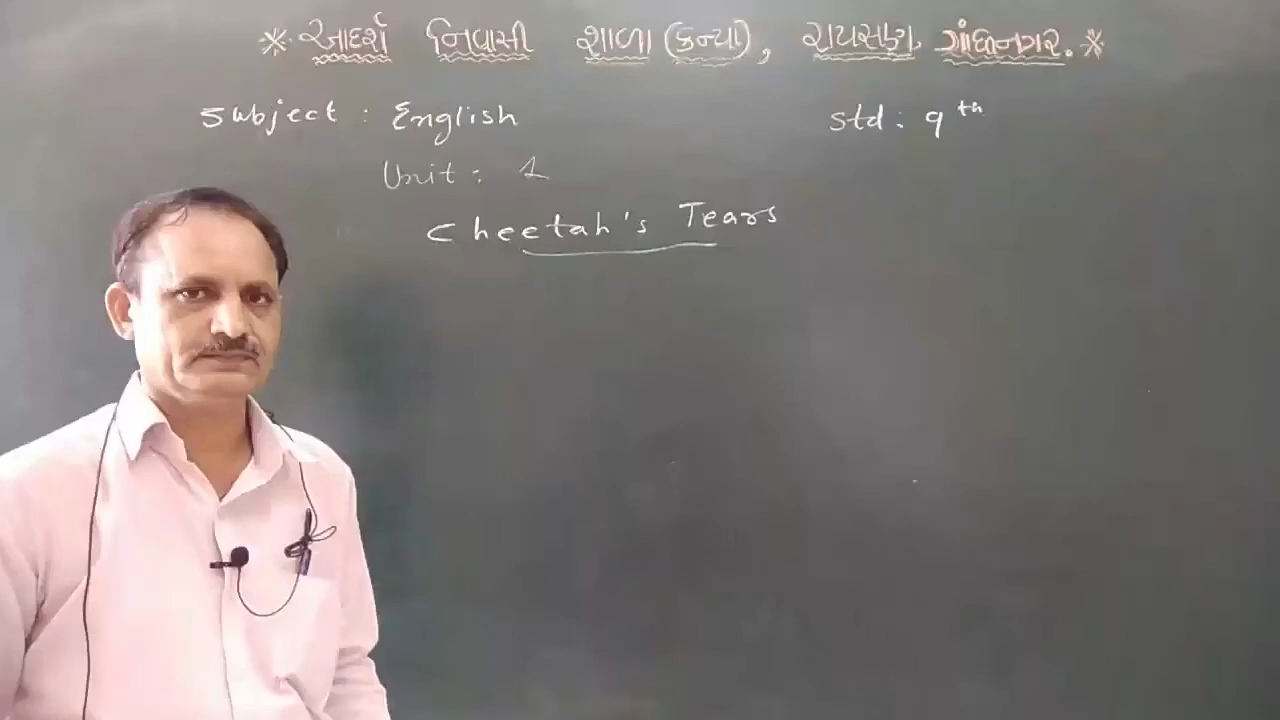 * આદર્શ નિવાસી શાળા (કન્યા), રાયસણ, ગાંધીનગર. *
Subject : English Std : 9th
Unit : 1
Cheetah's Tears